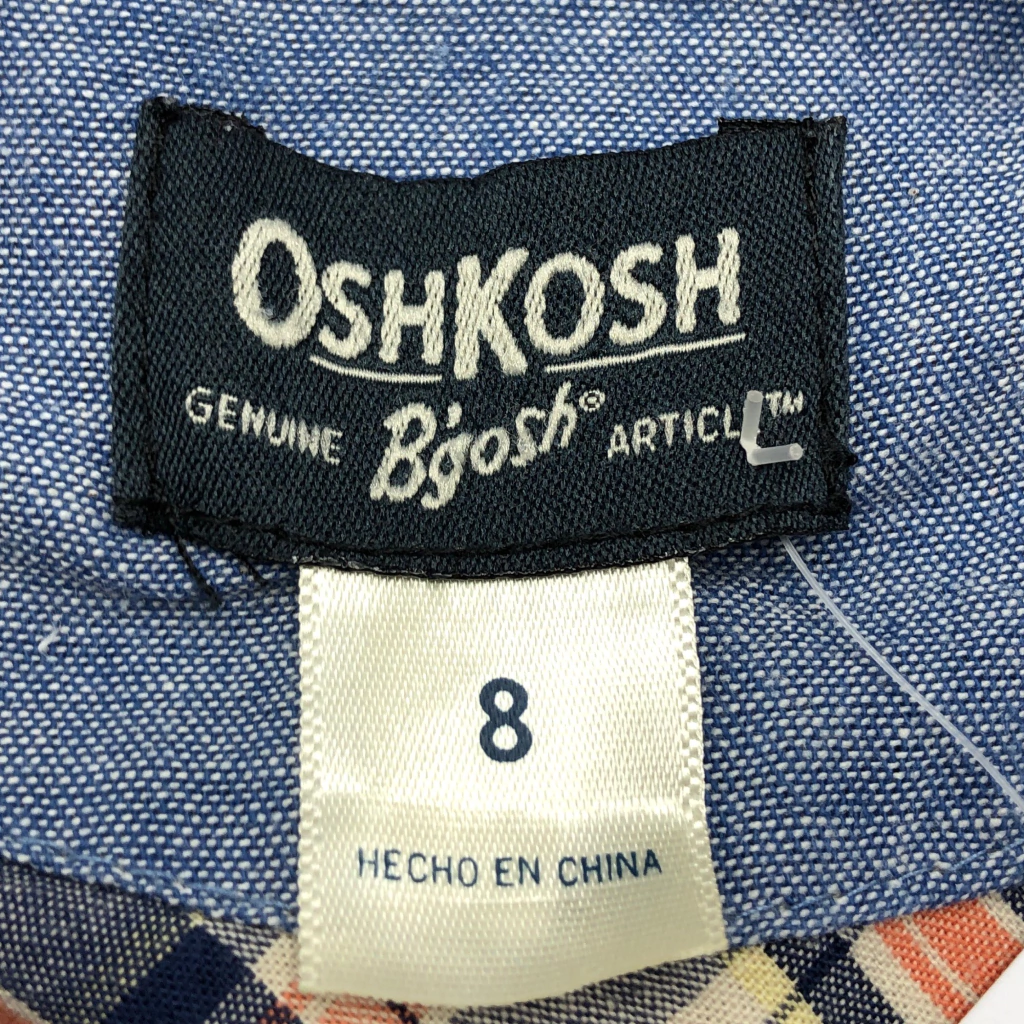 OSHKOSH
GENUINE B'gosh® ARTICLE™
8
HECHO EN CHINA